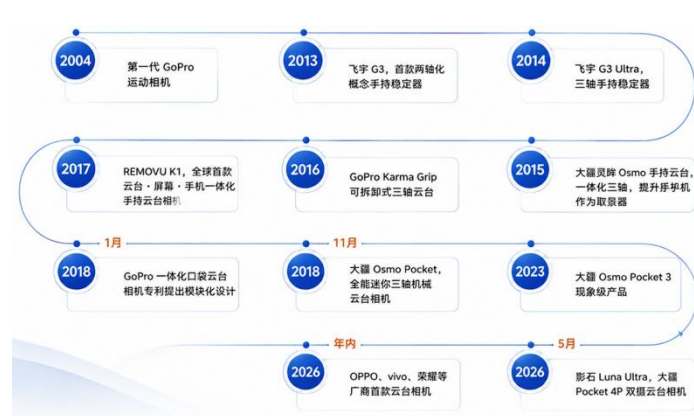 2004
第一代 GoPro
运动相机
2013
飞宇 G3，首款两轴化
概念手持稳定器
2014
飞宇 G3 Ultra，
三轴手持稳定器
2015
大疆灵眸 Osmo 手持云台，
一体化三轴，提升手机
作为取景器
2016
GoPro Karma Grip
可拆卸式三轴云台
2017
REMOVU K1，全球首款
云台·屏幕·手机一体化
手持云台相机
1月
2018
GoPro 一体化口袋云台
相机专利提出模块化设计
11月
2018
大疆 Osmo Pocket，
全能迷你三轴机械
云台相机
2023
大疆 Osmo Pocket 3
现象级产品
5月
2026
影石 Luna Ultra，大疆
Pocket 4P 双摄云台相机
年内
2026
OPPO、vivo、荣耀等
厂商首款云台相机